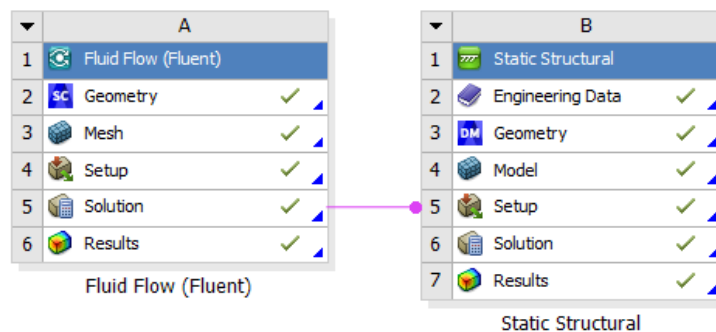 A
1 Fluid Flow (Fluent)
2 SC Geometry
3 Mesh
4 Setup
5 Solution
6 Results
Fluid Flow (Fluent)
B
1 Static Structural
2 Engineering Data
3 DM Geometry
4 Model
5 Setup
6 Solution
7 Results
Static Structural